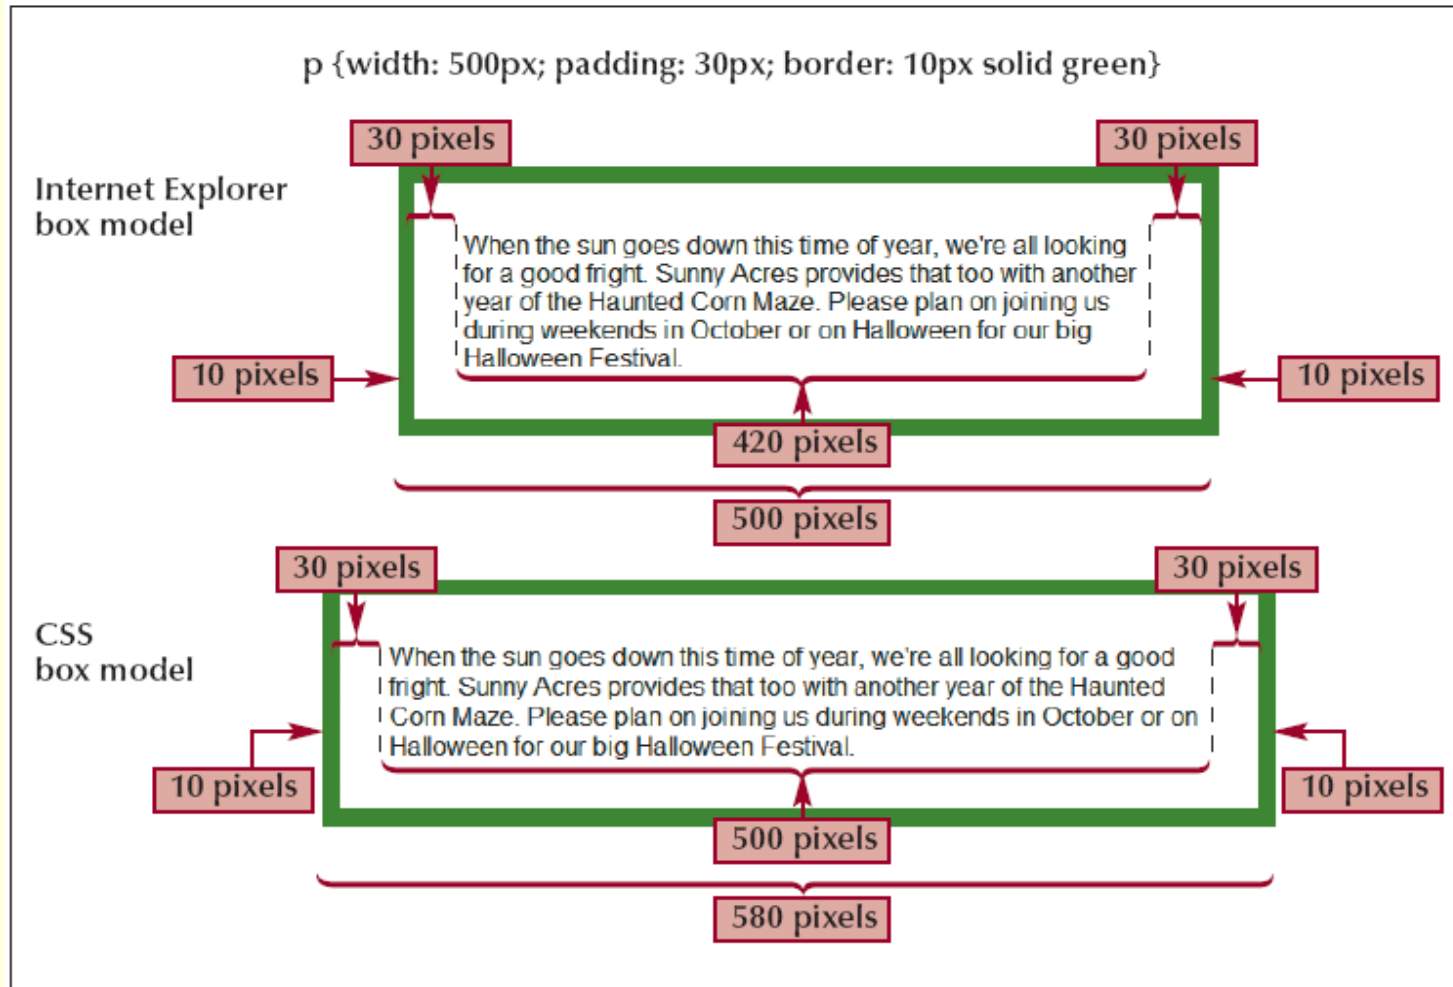 p {width: 500px; padding: 30px; border: 10px solid green}
30 pixels
30 pixels
Internet Explorer
box model
When the sun goes down this time of year, we're all looking
for a good fright. Sunny Acres provides that too with another
year of the Haunted Corn Maze. Please plan on joining us
during weekends in October or on Halloween for our big
Halloween Festival.
10 pixels
10 pixels
420 pixels
500 pixels
30 pixels
30 pixels
CSS
box model
When the sun goes down this time of year, we're all looking for a good
fright. Sunny Acres provides that too with another year of the Haunted
Corn Maze. Please plan on joining us during weekends in October or on
Halloween for our big Halloween Festival.
10 pixels
10 pixels
500 pixels
580 pixels